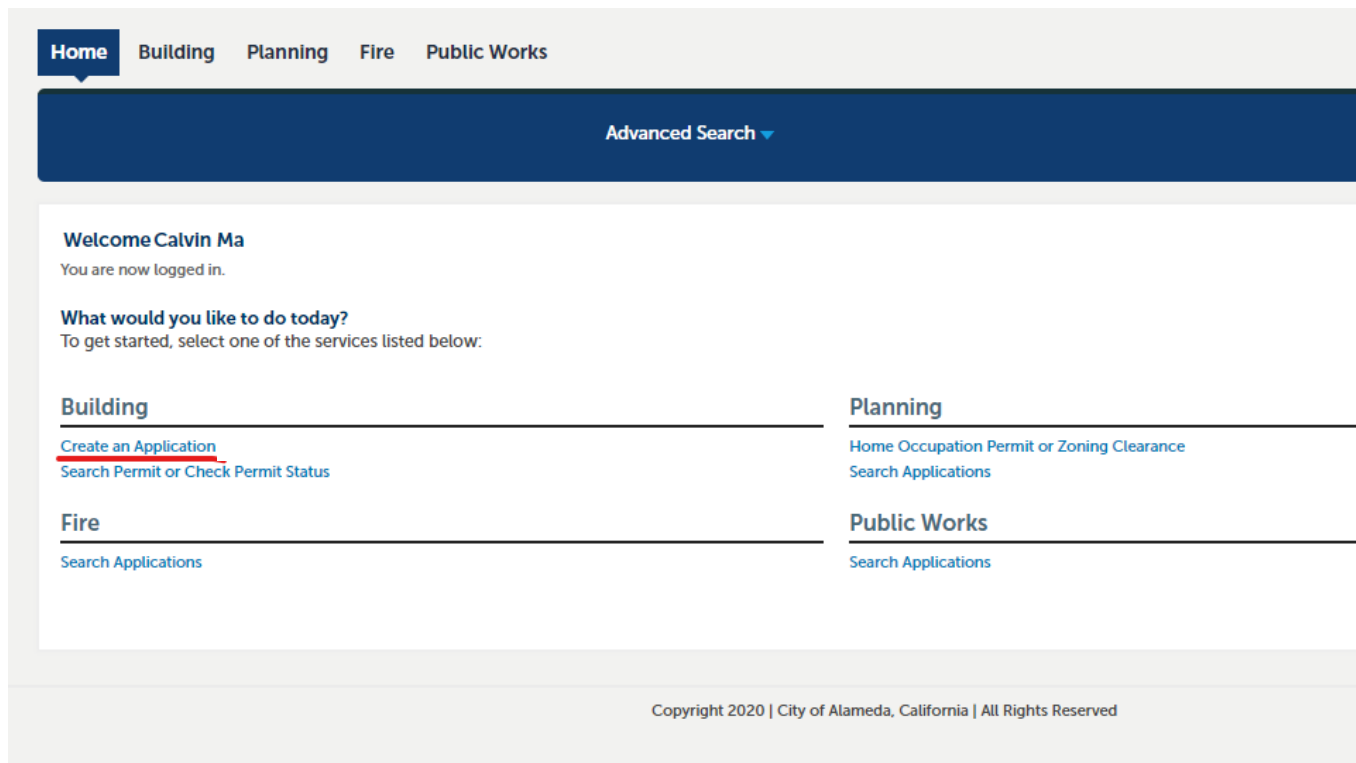 Home Building Planning Fire Public Works
Advanced Search
Welcome Calvin Ma
You are now logged in.
What would you like to do today?
To get started, select one of the services listed below:
Building
Create an Application
Search Permit or Check Permit Status
Planning
Home Occupation Permit or Zoning Clearance
Search Applications
Fire
Search Applications
Public Works
Search Applications
Copyright 2020 | City of Alameda, California | All Rights Reserved